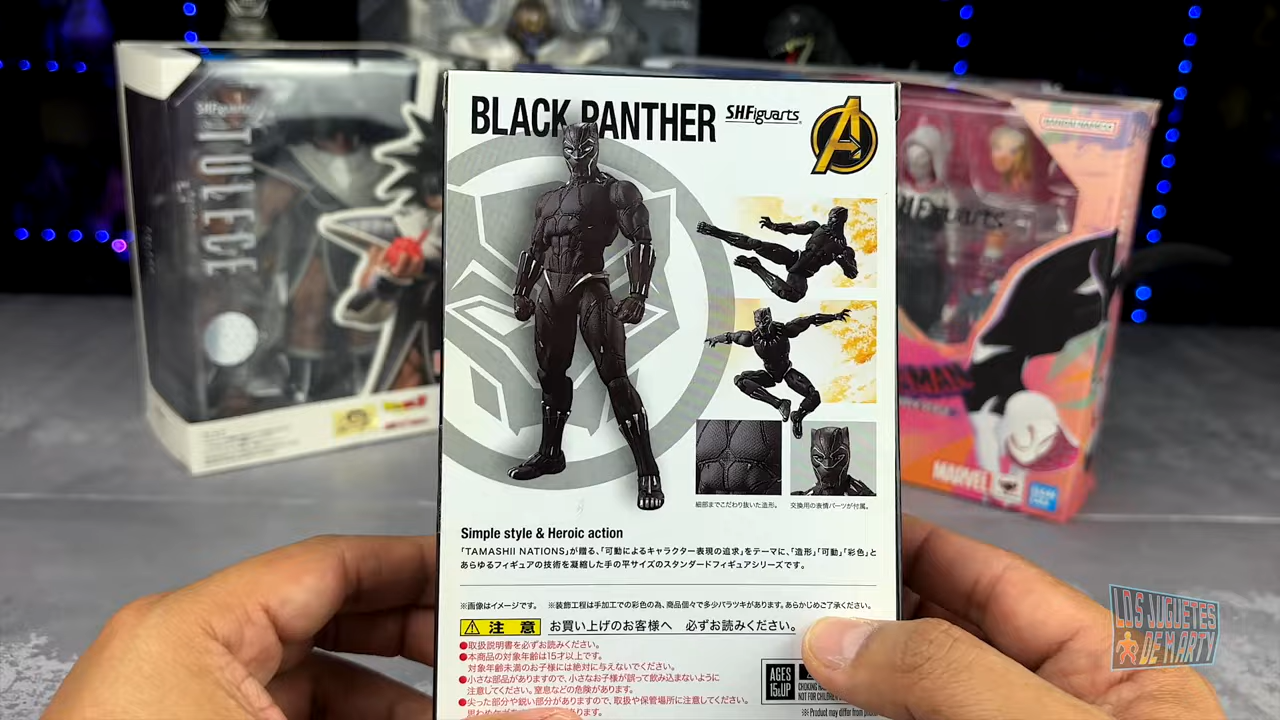 BLACK PANTHER
S.H.Figuarts
細部までこだわり抜いた造形。
交換用の表情パーツが付属。
Simple style & Heroic action
「TAMASHII NATIONS」が贈る、「可動によるキャラクター表現の追求」をテーマに、「造形」「可動」「彩色」と
あらゆるフィギュアの技術を凝縮した手の平サイズのスタンダードフィギュアシリーズです。
※画像はイメージです。 ※装飾工程は手加工での彩色の為、商品個々で多少バラツキがあります。あらかじめご了承ください。
注意 お買い上げのお客様へ 必ずお読みください。
●取扱説明書を必ずお読みください。
●本商品の対象年齢は15才以上です。
対象年齢未満のお子様には絶対に与えないでください。
●小さな部品がありますので、小さなお子様が誤って飲み込まないように
注意してください。窒息などの危険があります。
●尖った部分や鋭い部分がありますので、取扱や保管場所に注意してください。
AGES
15&UP
CHOKING
NOT FOR CHILDREN
※Product may differ from
S.H.Figuarts
TULECE
S.H.Figuarts
MAN
MARVEL
LOS JUGUETES
DE MARTY